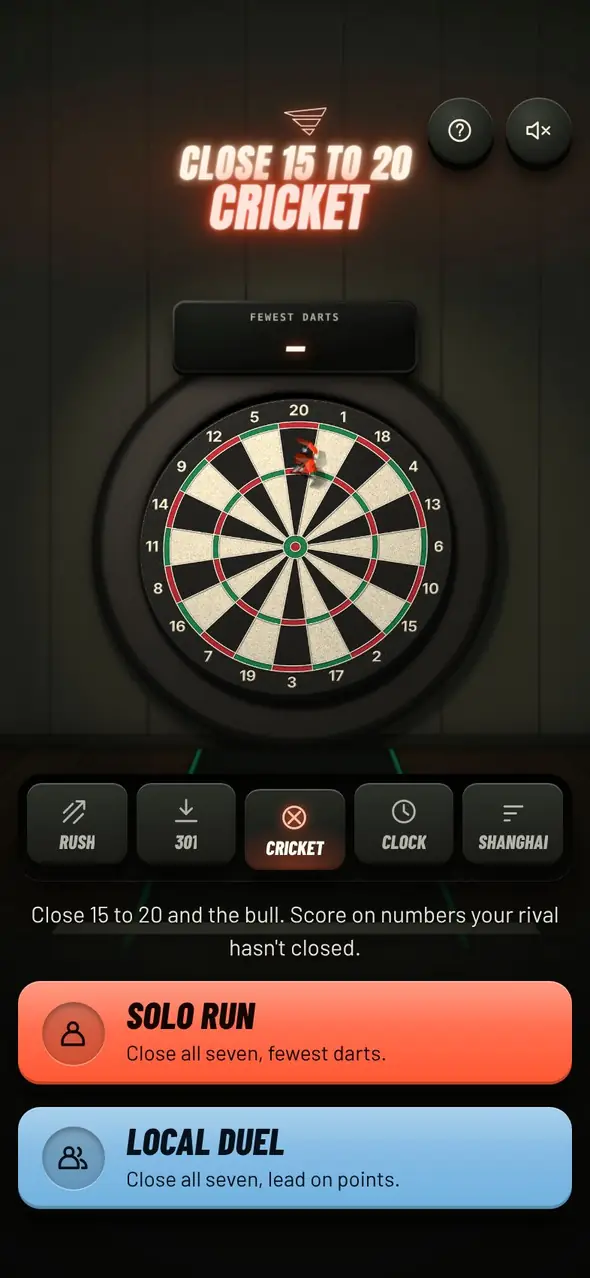 CLOSE 15 TO 20
CRICKET
FEWEST DARTS
–
20
1
18
4
13
6
10
15
2
17
3
19
7
16
8
11
14
9
12
5
RUSH
301
CRICKET
CLOCK
SHANGHAI
Close 15 to 20 and the bull. Score on numbers your rival
hasn't closed.
SOLO RUN
Close all seven, fewest darts.
LOCAL DUEL
Close all seven, lead on points.